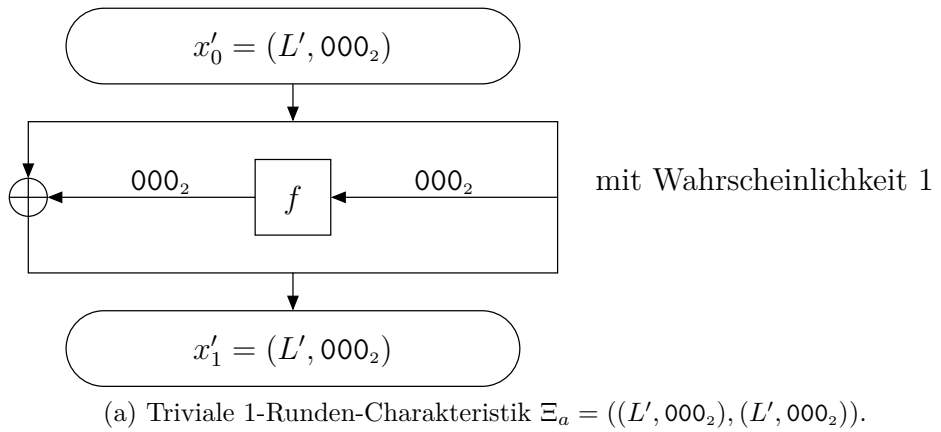 x′₀ = (L′, 000₂)
000₂ f 000₂ mit Wahrscheinlichkeit 1
x′₁ = (L′, 000₂)
(a) Triviale 1-Runden-Charakteristik Ξₐ = ((L′, 000₂), (L′, 000₂)).